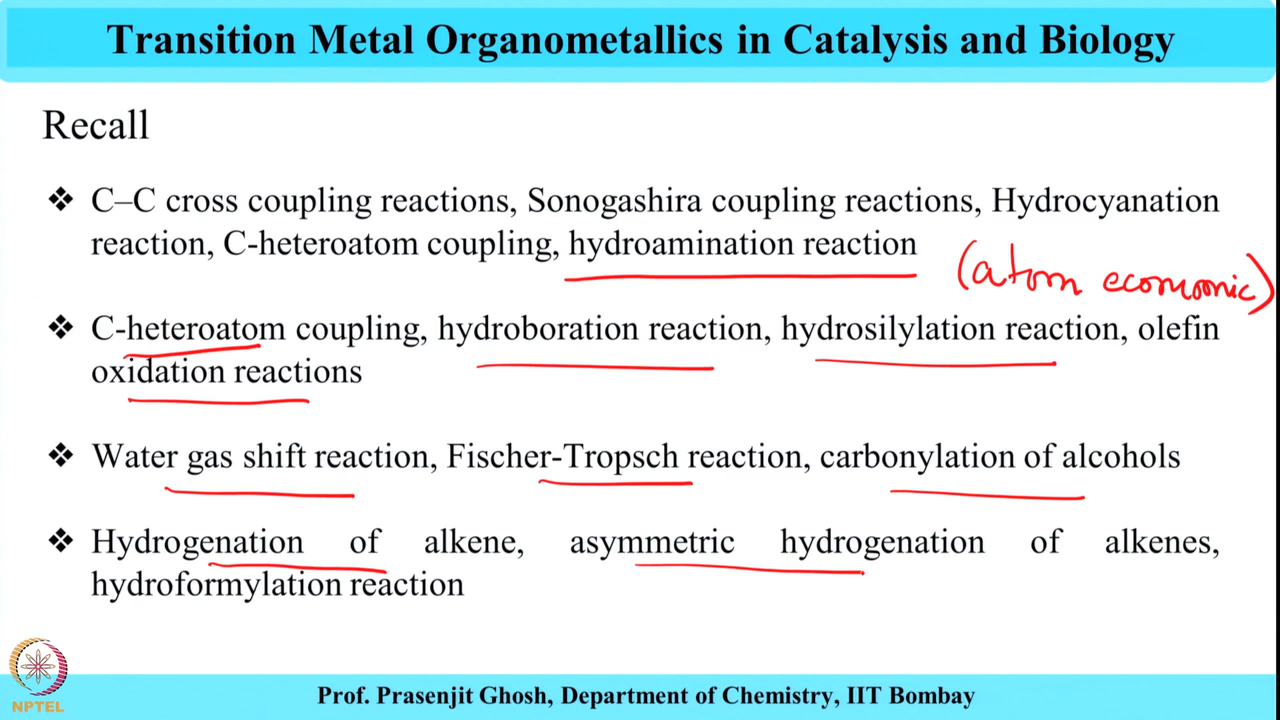 Transition Metal Organometallics in Catalysis and Biology
Recall
❖ C–C cross coupling reactions, Sonogashira coupling reactions, Hydrocyanation
reaction, C-heteroatom coupling, hydroamination reaction
(atom economic)
❖ C-heteroatom coupling, hydroboration reaction, hydrosilylation reaction, olefin
oxidation reactions
❖ Water gas shift reaction, Fischer-Tropsch reaction, carbonylation of alcohols
❖ Hydrogenation of alkene, asymmetric hydrogenation of alkenes,
hydroformylation reaction
NPTEL
Prof. Prasenjit Ghosh, Department of Chemistry, IIT Bombay